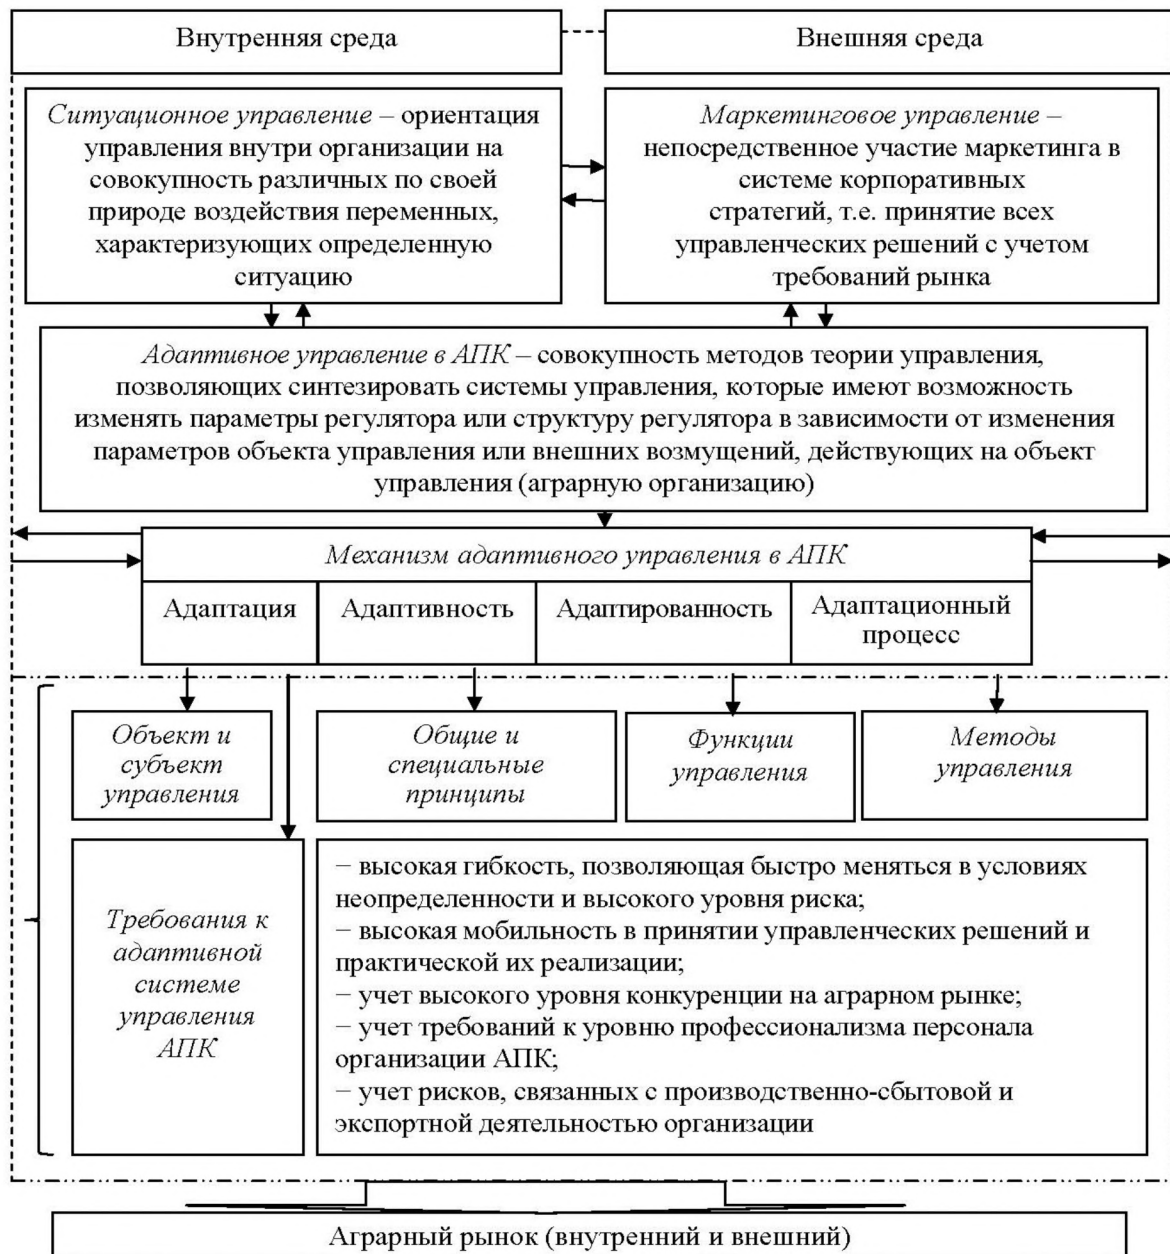 Внутренняя среда
Внешняя среда
Ситуационное управление – ориентация
управления внутри организации на
совокупность различных по своей
природе воздействия переменных,
характеризующих определенную
ситуацию
Маркетинговое управление –
непосредственное участие маркетинга в
системе корпоративных
стратегий, т.е. принятие всех
управленческих решений с учетом
требований рынка
Адаптивное управление в АПК – совокупность методов теории управления,
позволяющих синтезировать системы управления, которые имеют возможность
изменять параметры регулятора или структуру регулятора в зависимости от изменения
параметров объекта управления или внешних возмущений, действующих на объект
управления (аграрную организацию)
Механизм адаптивного управления в АПК
Адаптация
Адаптивность
Адаптированность
Адаптационный
процесс
Объект и
субъект
управления
Общие и
специальные
принципы
Функции
управления
Методы
управления
Требования к
адаптивной
системе
управления
АПК
− высокая гибкость, позволяющая быстро меняться в условиях
неопределенности и высокого уровня риска;
− высокая мобильность в принятии управленческих решений и
практической их реализации;
− учет высокого уровня конкуренции на аграрном рынке;
− учет требований к уровню профессионализма персонала
организации АПК;
− учет рисков, связанных с производственно-сбытовой и
экспортной деятельностью организации
Аграрный рынок (внутренний и внешний)